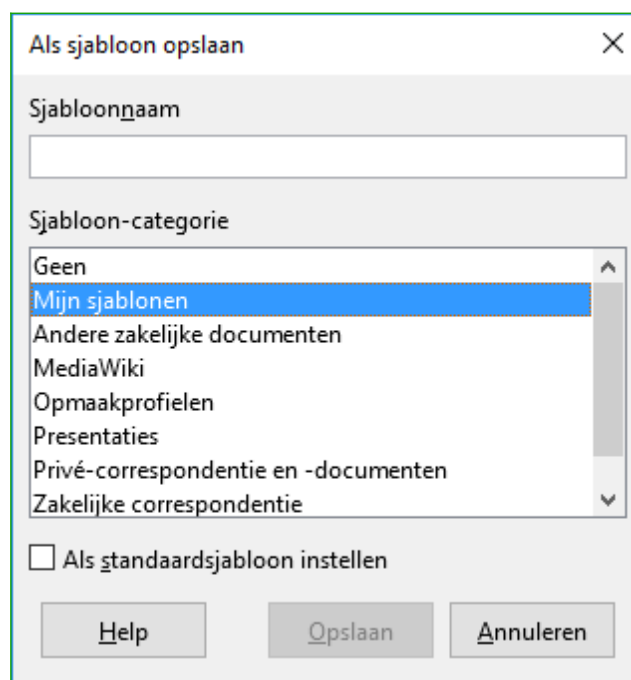 Als sjabloon opslaan
Sjabloonnaam
Sjabloon-categorie
Geen
Mijn sjablonen
Andere zakelijke documenten
MediaWiki
Opmaakprofielen
Presentaties
Privé-correspondentie en -documenten
Zakelijke correspondentie
Als standaardsjabloon instellen
Help Opslaan Annuleren